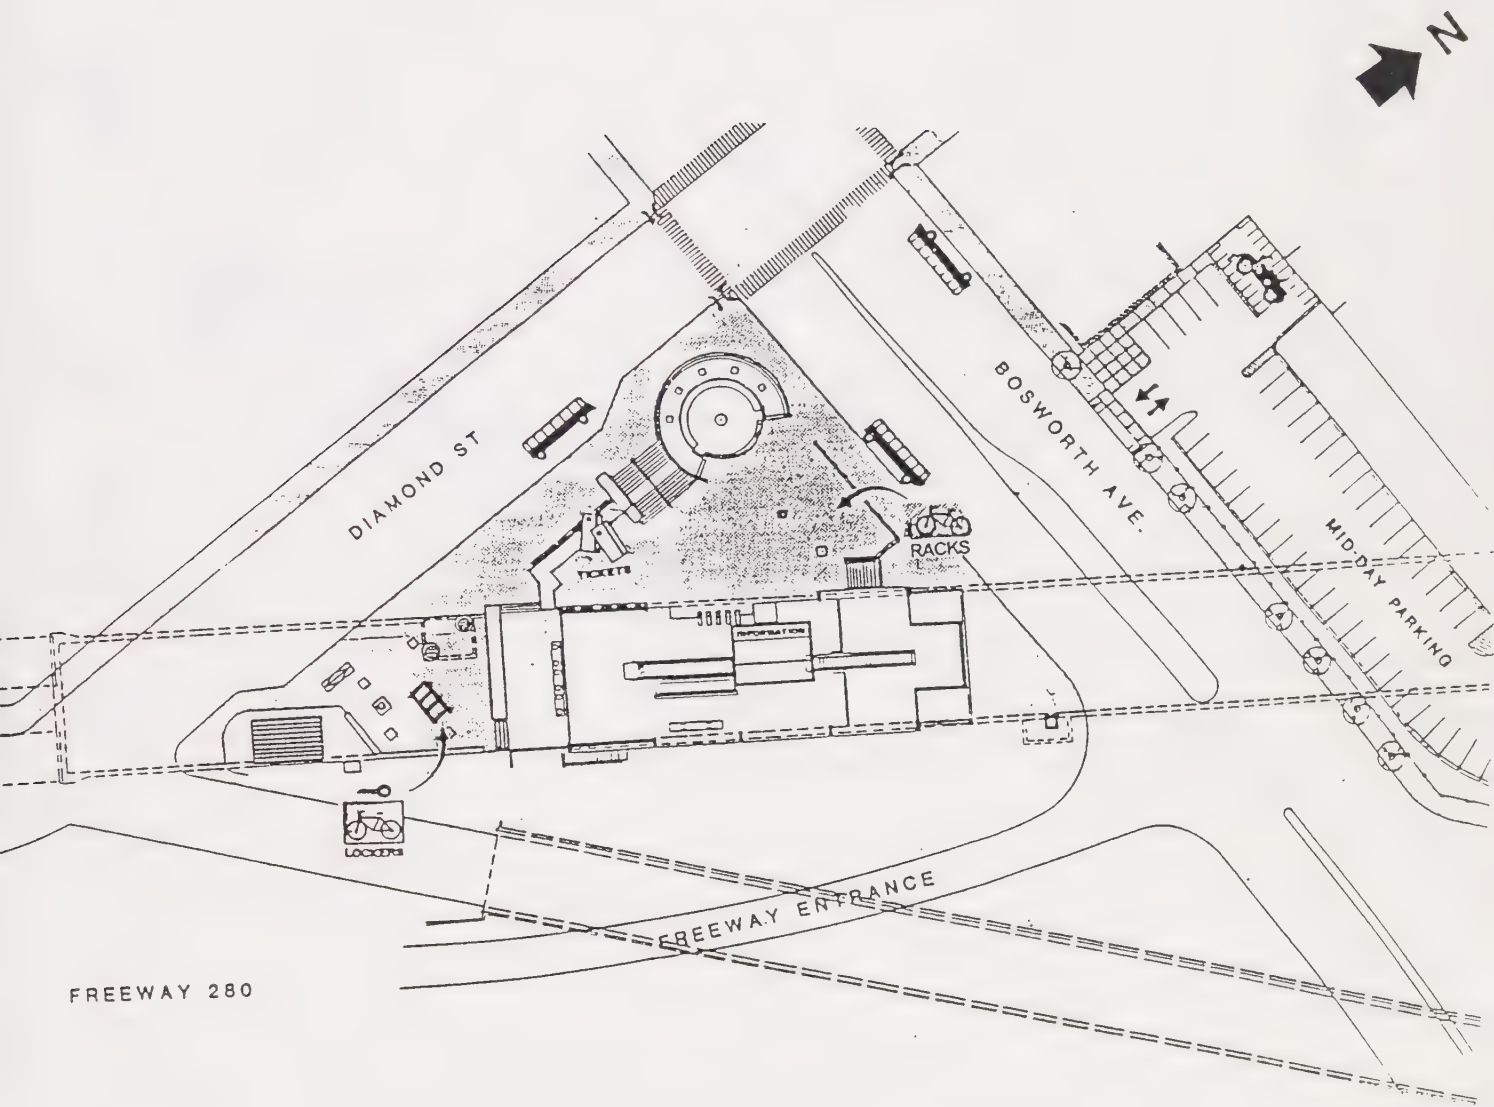 N
DIAMOND ST
BOSWORTH AVE.
RACKS
TICKETS
INFORMATION
MID-DAY PARKING
LOCKERS
FREEWAY ENTRANCE
FREEWAY 280